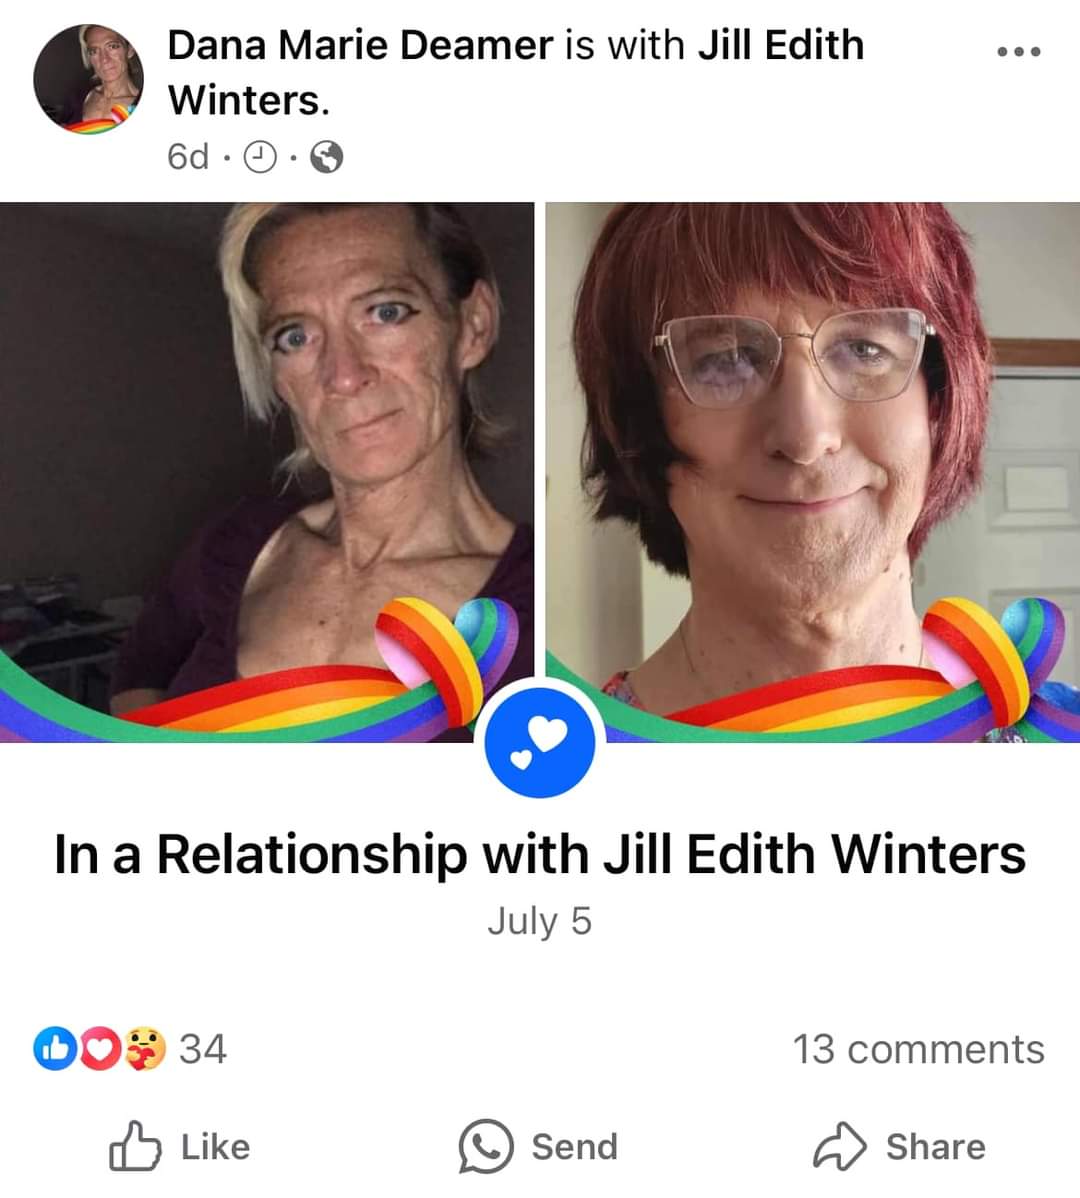 Dana Marie Deamer is with Jill Edith
Winters.
6d · ·
In a Relationship with Jill Edith Winters
July 5
34
13 comments
Like
Send
Share